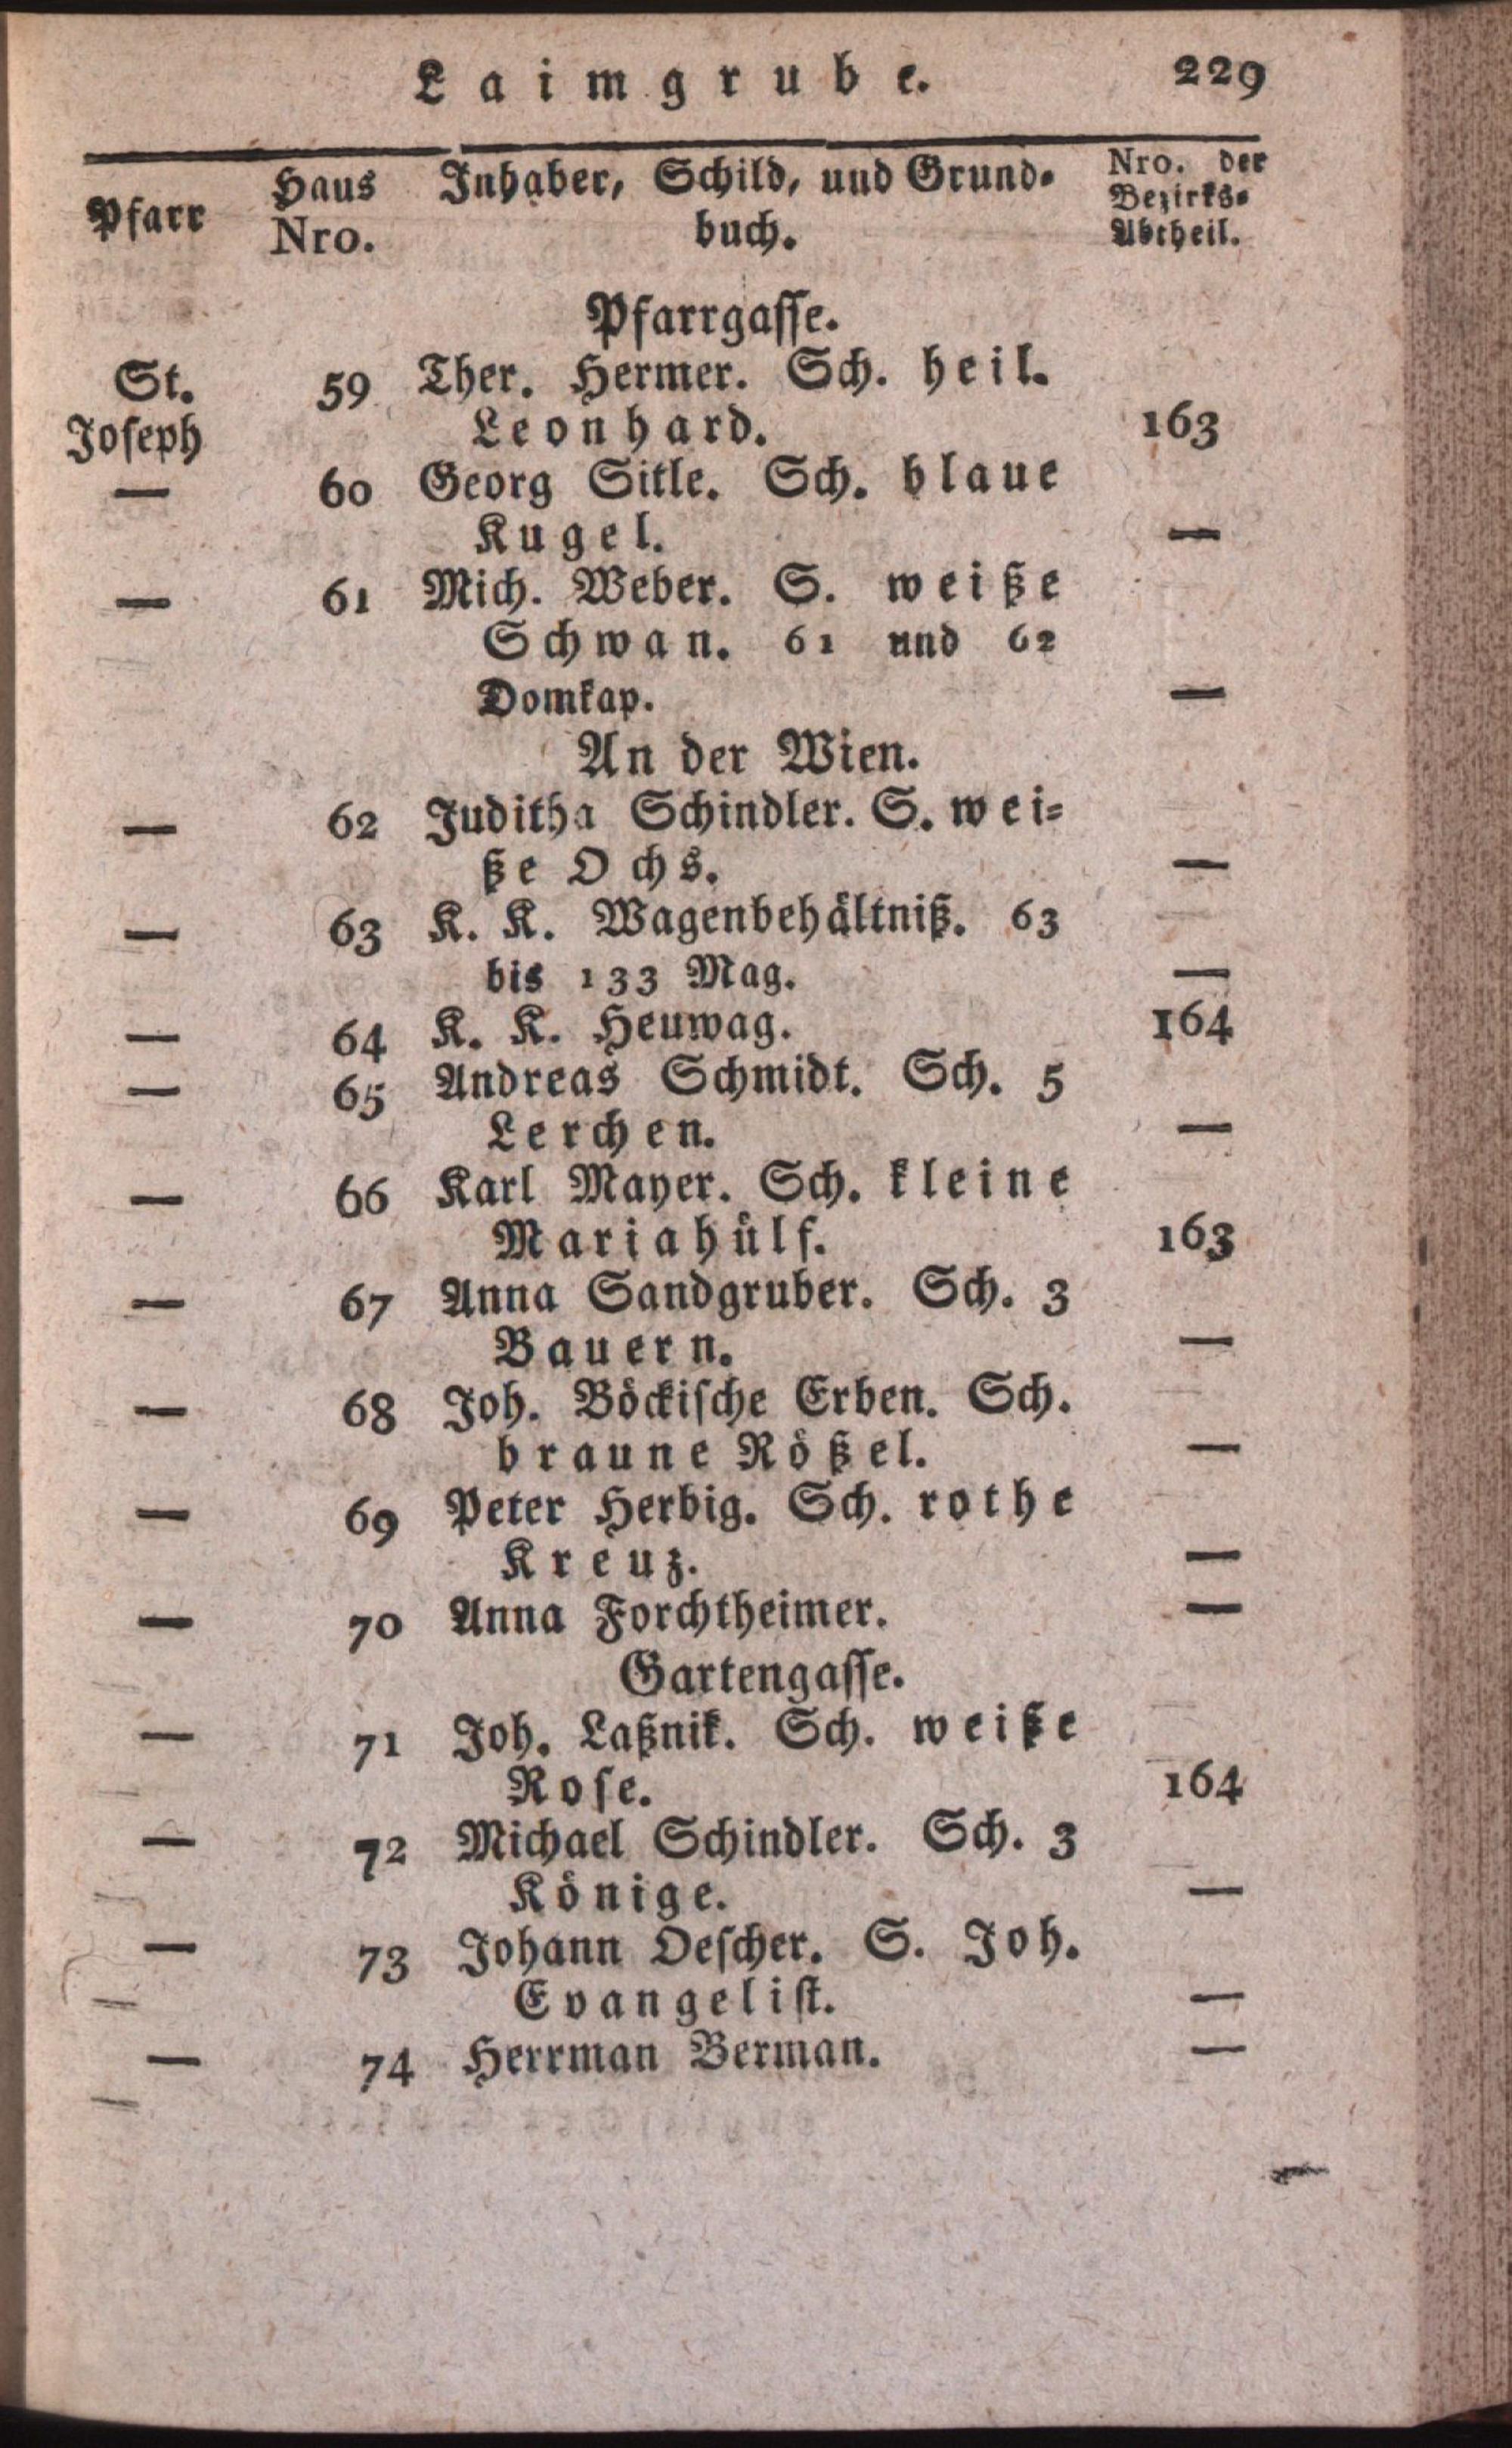 Laimgrube. 229
Pfarr Haus Nro. Inhaber, Schild, und Grund- buch. Nro. der Bezirks- Abtheil.
Pfarrgasse.
St. 59 Ther. Hermer. Sch. heil.
Joseph Leonhard. 163
— 60 Georg Sitle. Sch. blaue
Kugel. —
— 61 Mich. Weber. S. weiße
Schwan. 61 und 62
Domkap. —
An der Wien.
— 62 Juditha Schindler. S. wei-
ße Ochs. —
— 63 K. K. Wagenbehältniß. 63
bis 133 Mag. —
— 64 K. K. Heuwag. 164
— 65 Andreas Schmidt. Sch. 5
Lerchen. —
— 66 Karl Mayer. Sch. kleine
Mariahülf. 163
— 67 Anna Sandgruber. Sch. 3
Bauern. —
— 68 Joh. Böckische Erben. Sch.
braune Rößel. —
— 69 Peter Herbig. Sch. rothe
Kreuz. —
— 70 Anna Forchtheimer. —
Gartengasse.
— 71 Joh. Laßnik. Sch. weiße
Rose. 164
— 72 Michael Schindler. Sch. 3
Könige. —
— 73 Johann Oescher. S. Joh.
Evangelist. —
— 74 Herrman Berman. —